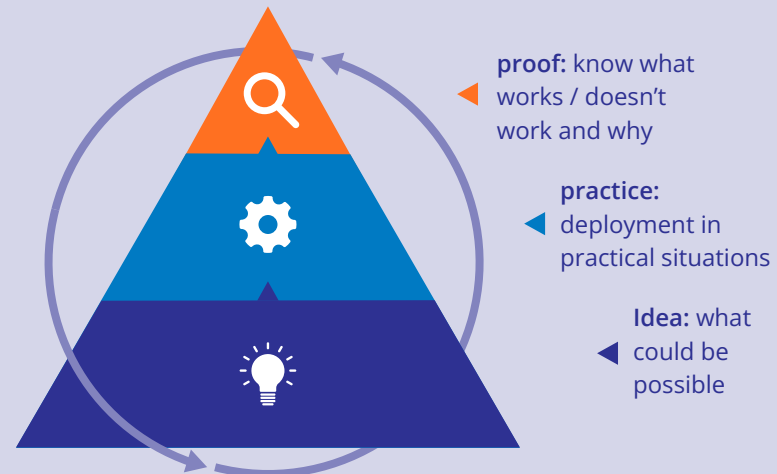 proof: know what
works / doesn’t
work and why
practice:
deployment in
practical situations
Idea: what
could be
possible